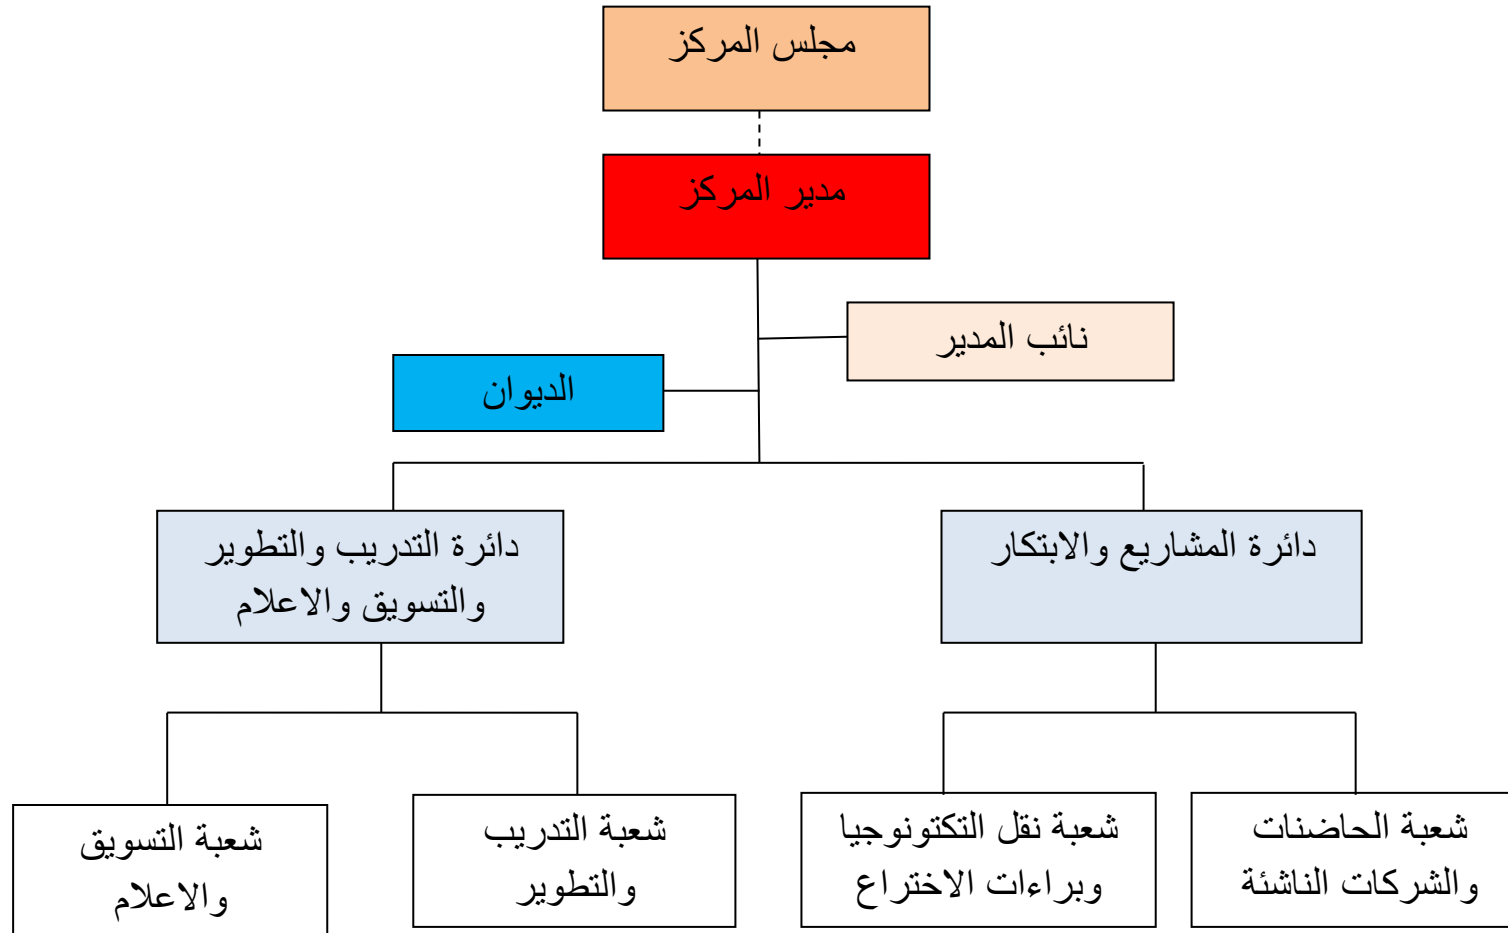 مجلس المركز
مدير المركز
نائب المدير
الديوان
دائرة المشاريع والابتكار
دائرة التدريب والتطوير
والتسويق والاعلام
شعبة الحاضنات
والشركات الناشئة
شعبة نقل التكتونوجيا
وبراءات الاختراع
شعبة التدريب
والتطوير
شعبة التسويق
والاعلام